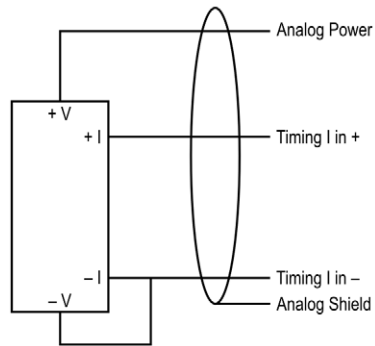 Analog Power
+ V
+ I
Timing I in +
– I
Timing I in –
– V
Analog Shield